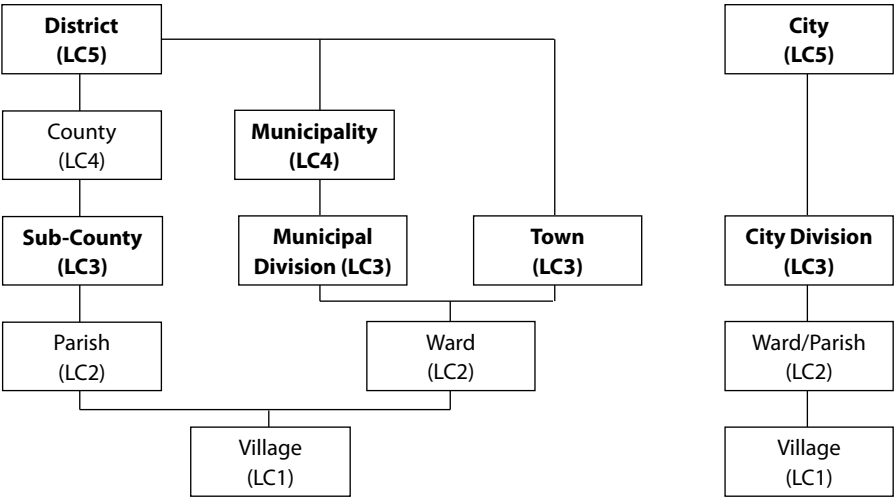 District
(LC5)
City
(LC5)
County
(LC4)
Municipality
(LC4)
Sub-County
(LC3)
Municipal
Division (LC3)
Town
(LC3)
City Division
(LC3)
Parish
(LC2)
Ward
(LC2)
Ward/Parish
(LC2)
Village
(LC1)
Village
(LC1)